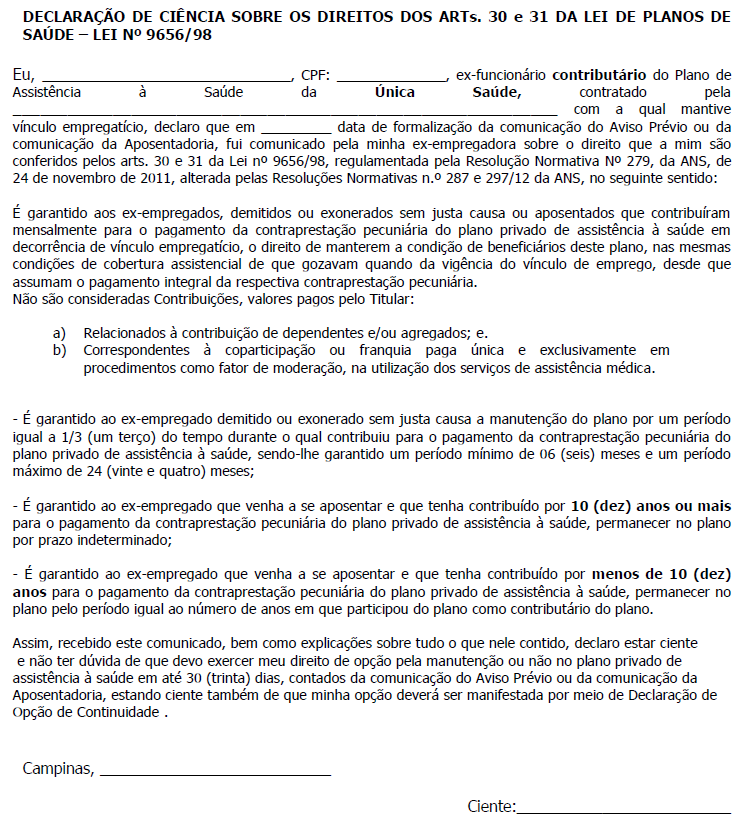 DECLARAÇÃO DE CIÊNCIA SOBRE OS DIREITOS DOS ARTs. 30 e 31 DA LEI DE PLANOS DE
SAÚDE – LEI Nº 9656/98
Eu, ______________________________, CPF: ______________, ex-funcionário contributário do Plano de
Assistência à Saúde da Única Saúde, contratado pela
______________________________________________________________________ com a qual mantive
vínculo empregatício, declaro que em _________ data de formalização da comunicação do Aviso Prévio ou da
comunicação da Aposentadoria, fui comunicado pela minha ex-empregadora sobre o direito que a mim são
conferidos pelos arts. 30 e 31 da Lei nº 9656/98, regulamentada pela Resolução Normativa Nº 279, da ANS, de
24 de novembro de 2011, alterada pelas Resoluções Normativas n.º 287 e 297/12 da ANS, no seguinte sentido:
É garantido aos ex-empregados, demitidos ou exonerados sem justa causa ou aposentados que contribuíram
mensalmente para o pagamento da contraprestação pecuniária do plano privado de assistência à saúde em
decorrência de vínculo empregatício, o direito de manterem a condição de beneficiários deste plano, nas mesmas
condições de cobertura assistencial de que gozavam quando da vigência do vínculo de emprego, desde que
assumam o pagamento integral da respectiva contraprestação pecuniária.
Não são consideradas Contribuições, valores pagos pelo Titular:
a) Relacionados à contribuição de dependentes e/ou agregados; e.
b) Correspondentes à coparticipação ou franquia paga única e exclusivamente em
procedimentos como fator de moderação, na utilização dos serviços de assistência médica.
- É garantido ao ex-empregado demitido ou exonerado sem justa causa a manutenção do plano por um período
igual a 1/3 (um terço) do tempo durante o qual contribuiu para o pagamento da contraprestação pecuniária do
plano privado de assistência à saúde, sendo-lhe garantido um período mínimo de 06 (seis) meses e um período
máximo de 24 (vinte e quatro) meses;
- É garantido ao ex-empregado que venha a se aposentar e que tenha contribuído por 10 (dez) anos ou mais
para o pagamento da contraprestação pecuniária do plano privado de assistência à saúde, permanecer no plano
por prazo indeterminado;
- É garantido ao ex-empregado que venha a se aposentar e que tenha contribuído por menos de 10 (dez)
anos para o pagamento da contraprestação pecuniária do plano privado de assistência à saúde, permanecer no
plano pelo período igual ao número de anos em que participou do plano como contributário do plano.
Assim, recebido este comunicado, bem como explicações sobre tudo o que nele contido, declaro estar ciente
e não ter dúvida de que devo exercer meu direito de opção pela manutenção ou não no plano privado de
assistência à saúde em até 30 (trinta) dias, contados da comunicação do Aviso Prévio ou da comunicação da
Aposentadoria, estando ciente também de que minha opção deverá ser manifestada por meio de Declaração de
Opção de Continuidade .
Campinas, ___________________________
Ciente:_________________________